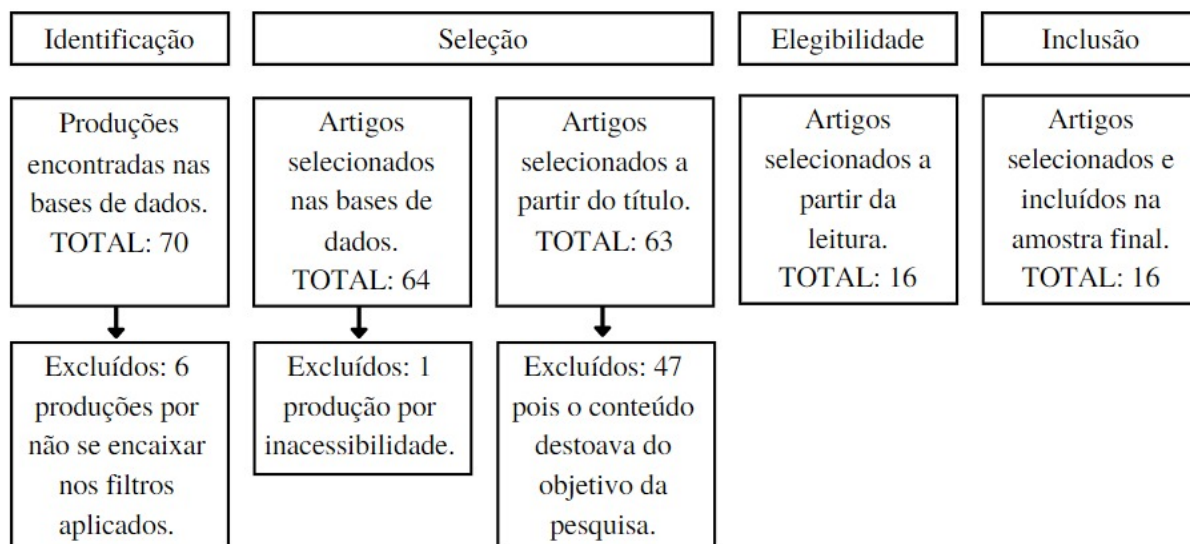 Identificação
Seleção
Elegibilidade
Inclusão
Produções
encontradas nas
bases de dados.
TOTAL: 70
Artigos
selecionados
nas bases de
dados.
TOTAL: 64
Artigos
selecionados a
partir do título.
TOTAL: 63
Artigos
selecionados a
partir da
leitura.
TOTAL: 16
Artigos
selecionados e
incluídos na
amostra final.
TOTAL: 16
Excluídos: 6
produções por
não se encaixar
nos filtros
aplicados.
Excluídos: 1
produção por
inacessibilidade.
Excluídos: 47
pois o conteúdo
destoava do
objetivo da
pesquisa.